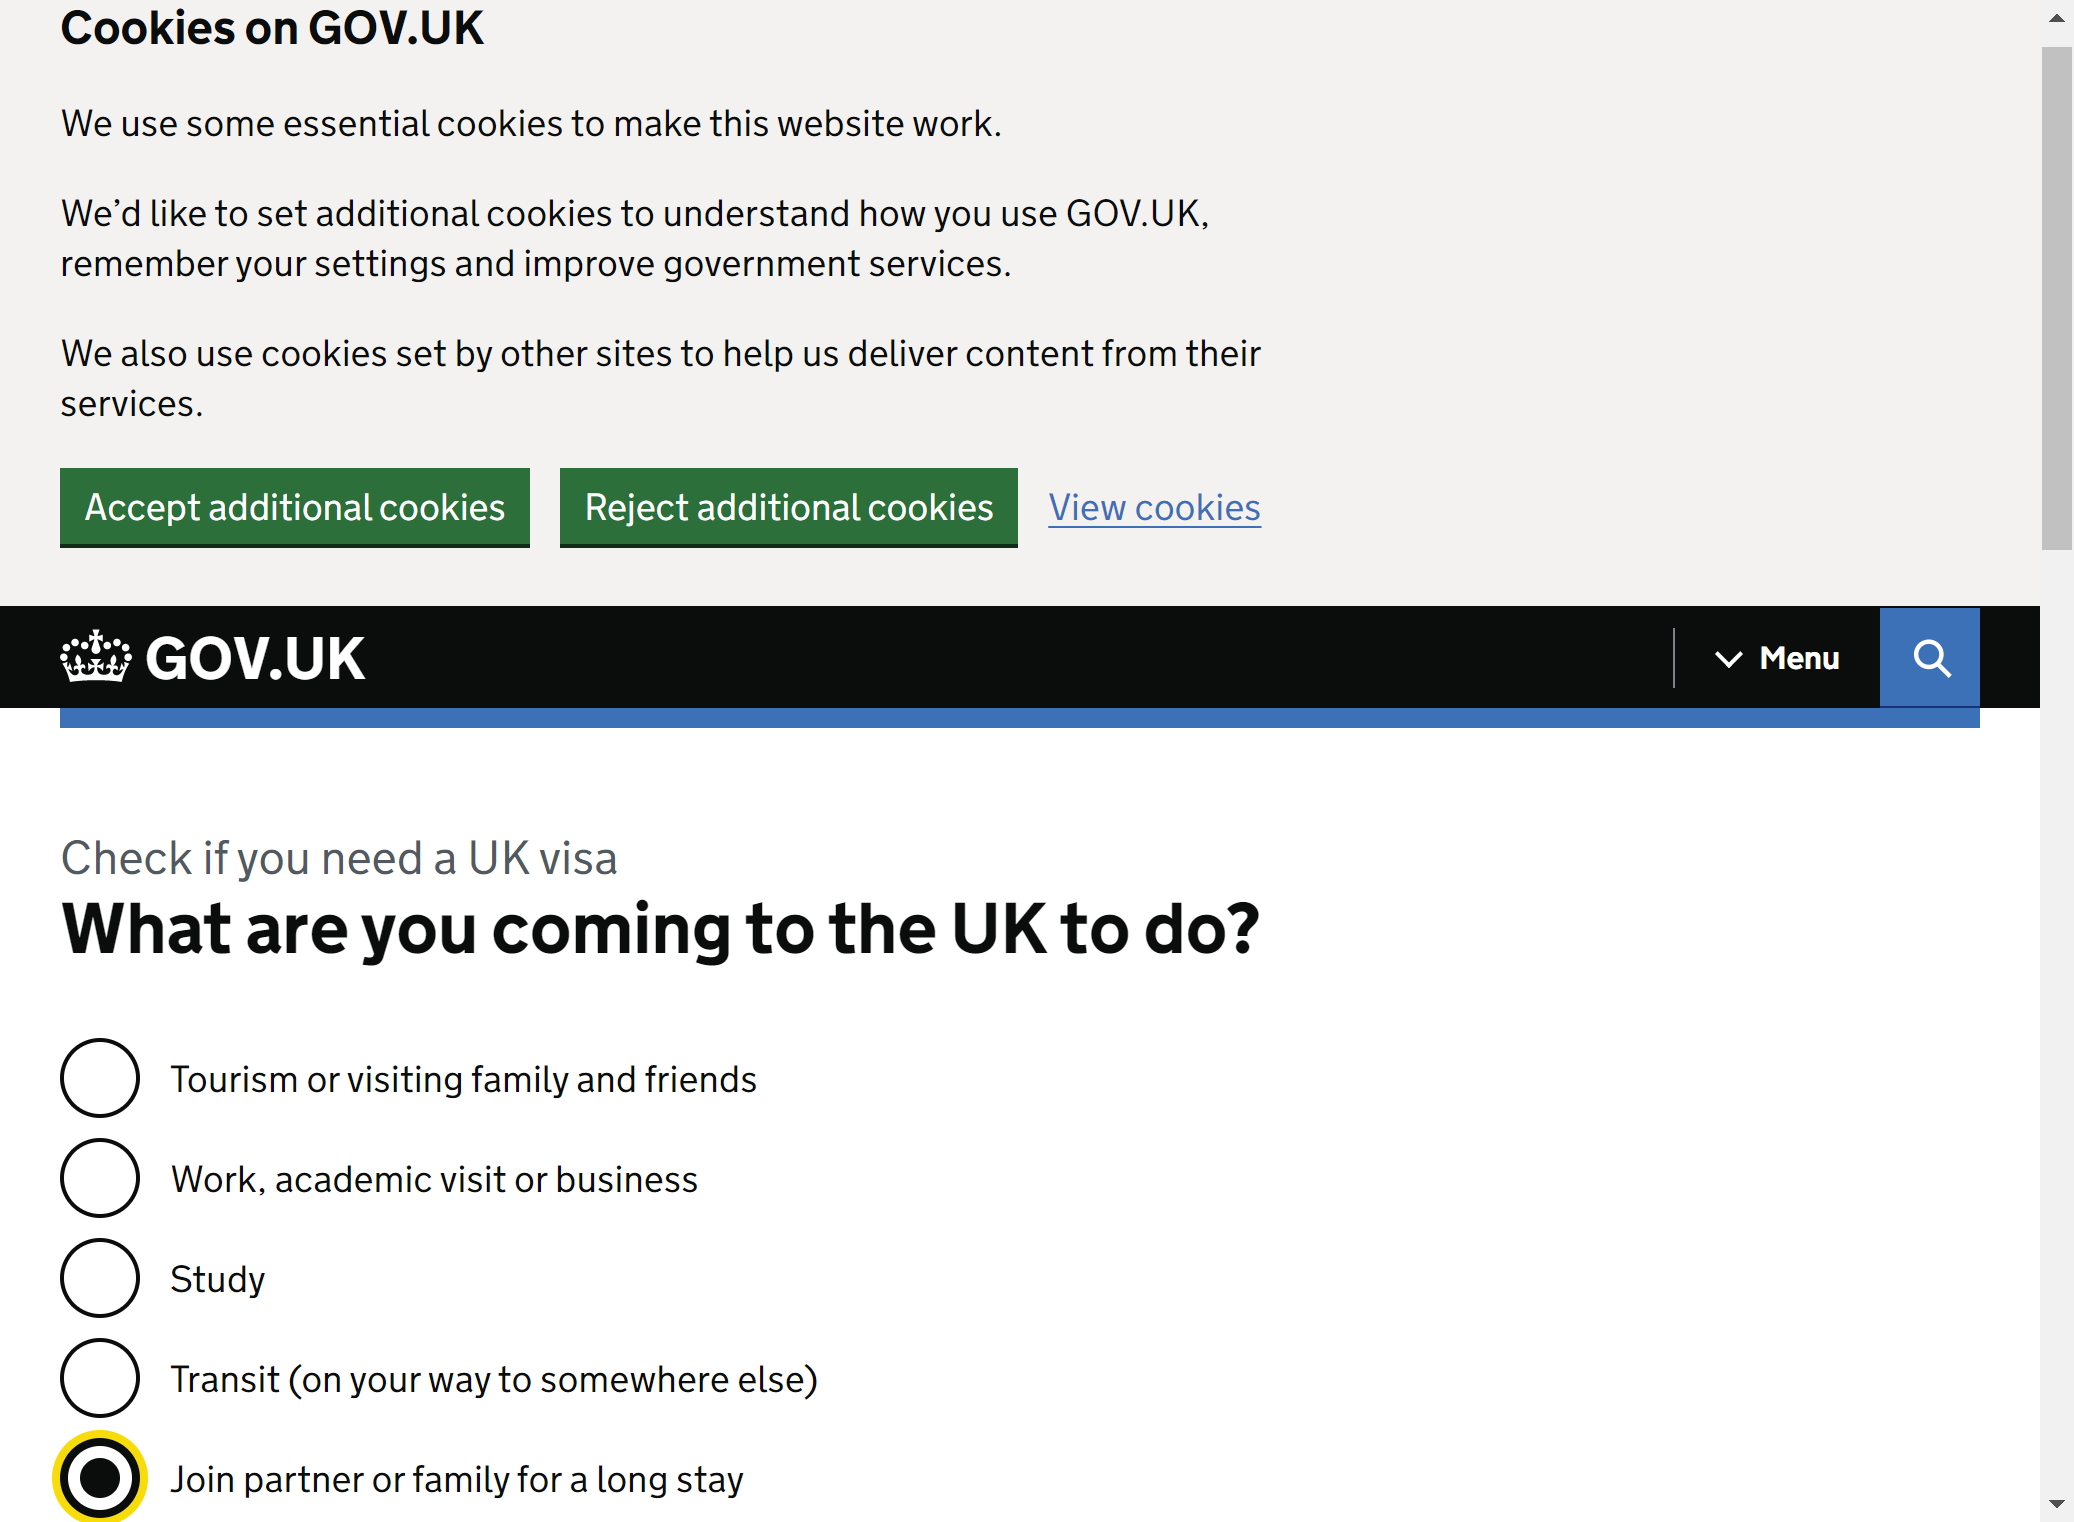 Cookies on GOV.UK
We use some essential cookies to make this website work.
We’d like to set additional cookies to understand how you use GOV.UK,
remember your settings and improve government services.
We also use cookies set by other sites to help us deliver content from their
services.
Accept additional cookies
Reject additional cookies
View cookies
GOV.UK
Menu
Check if you need a UK visa
What are you coming to the UK to do?
Tourism or visiting family and friends
Work, academic visit or business
Study
Transit (on your way to somewhere else)
Join partner or family for a long stay